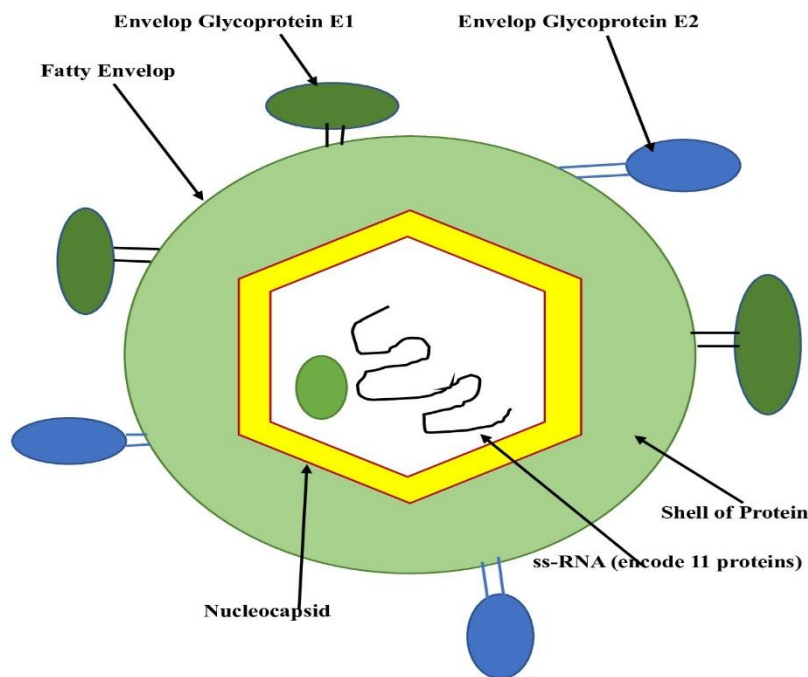 Envelop Glycoprotein E1
Envelop Glycoprotein E2
Fatty Envelop
Shell of Protein
ss-RNA (encode 11 proteins)
Nucleocapsid